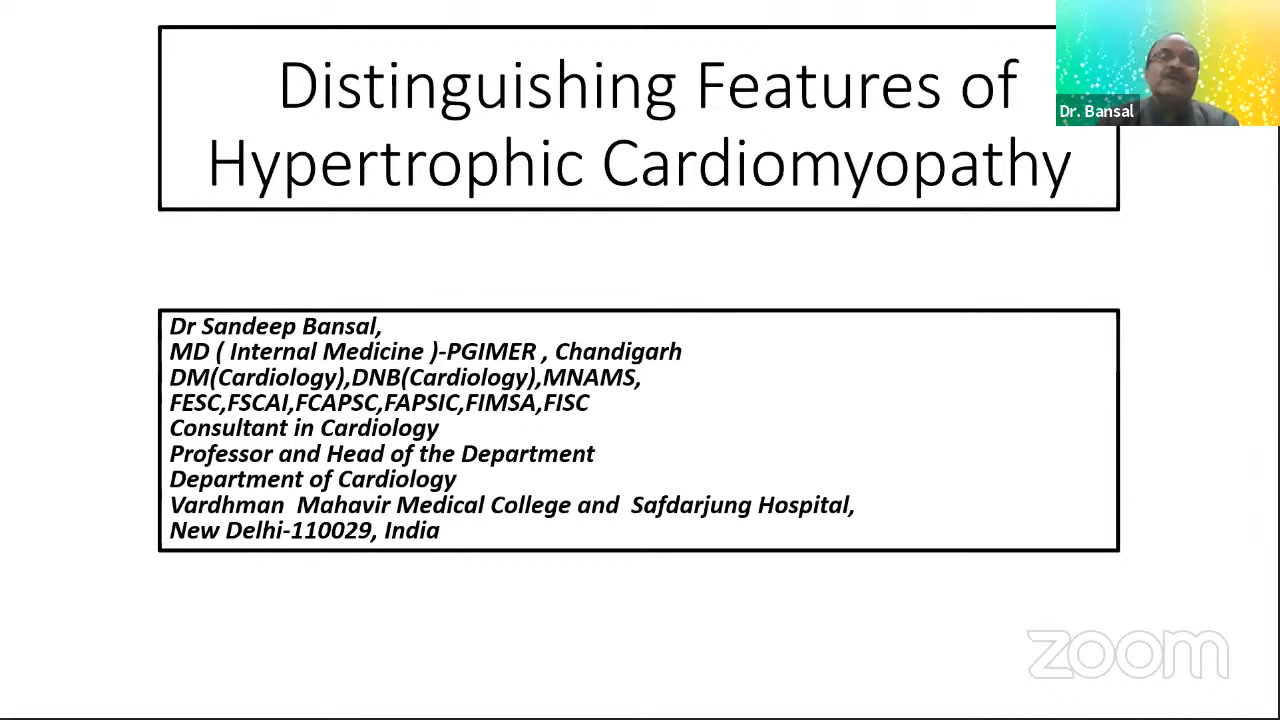 Distinguishing Features of
Hypertrophic Cardiomyopathy
Dr. Bansal
Dr Sandeep Bansal,
MD ( Internal Medicine )-PGIMER , Chandigarh
DM(Cardiology),DNB(Cardiology),MNAMS,
FESC,FSCAI,FCAPSC,FAPSIC,FIMSA,FISC
Consultant in Cardiology
Professor and Head of the Department
Department of Cardiology
Vardhman  Mahavir Medical College and  Safdarjung Hospital,
New Delhi-110029, India
zoom